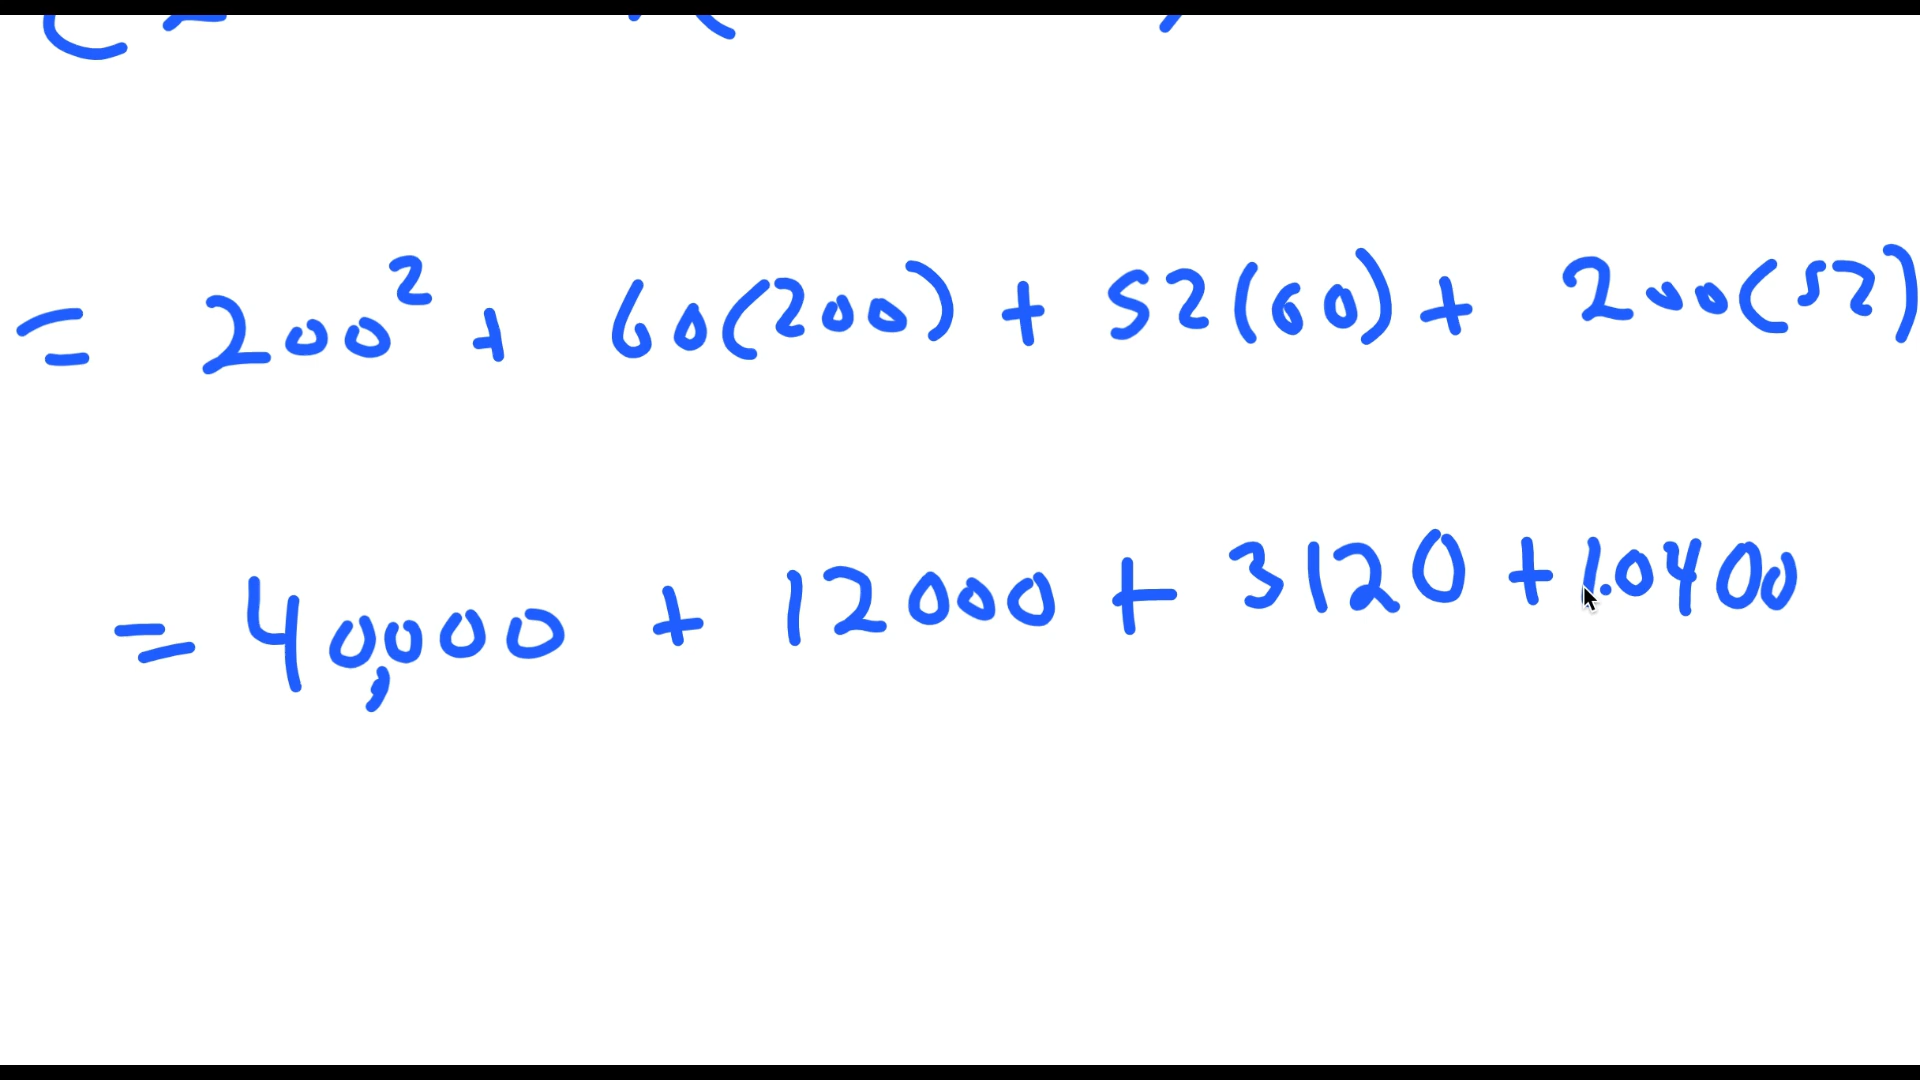 = 200² + 60(200) + 52(60) + 200(52)
= 40,000 + 12000 + 3120 + 10400